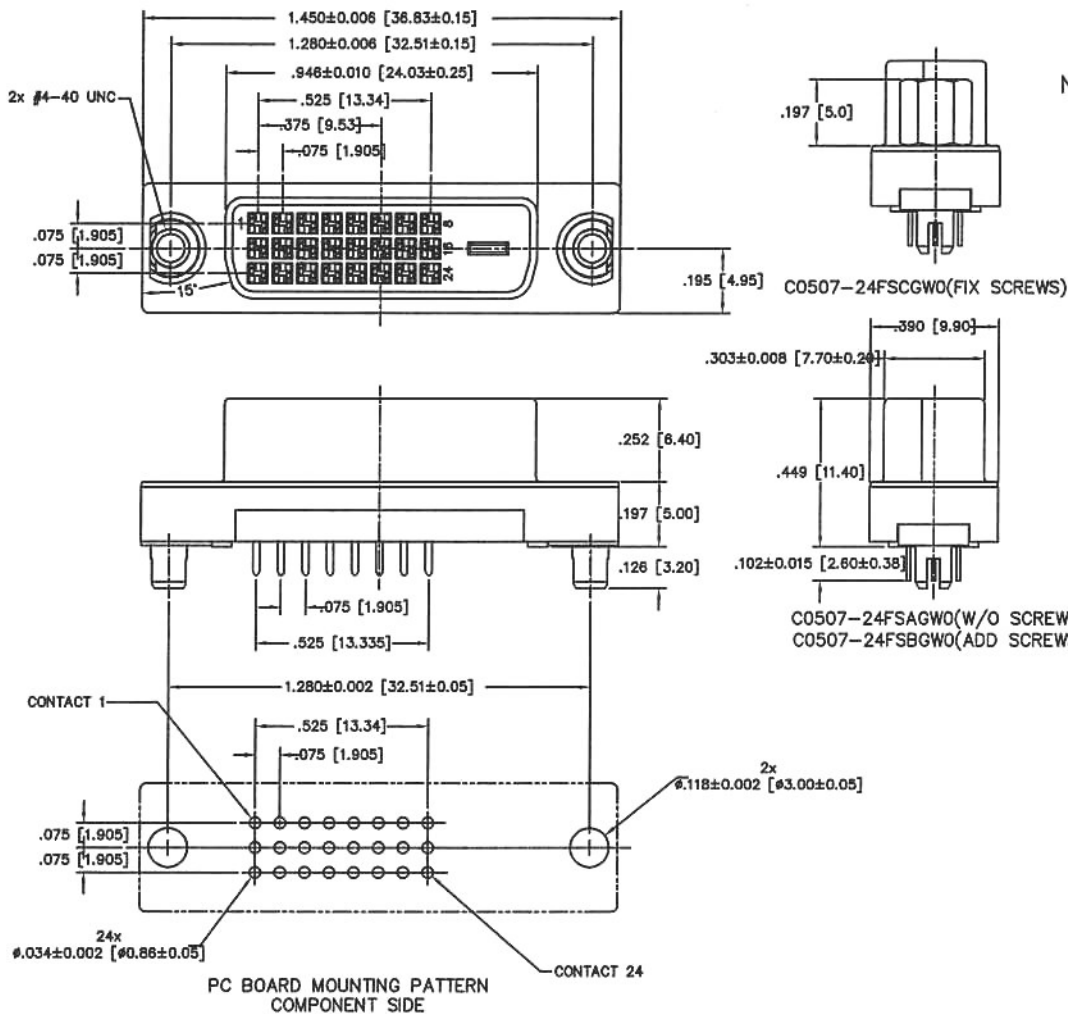 1.450±0.006 [36.83±0.15]
1.280±0.006 [32.51±0.15]
.946±0.010 [24.03±0.25]
2x #4-40 UNC
.525 [13.34]
.375 [9.53]
.075 [1.905]
1
8
16
24
.075 [1.905]
.075 [1.905]
15°
.195 [4.95]
N
.197 [5.0]
C0507-24FSCGW0(FIX SCREWS)
.390 [9.90]
.303±0.008 [7.70±0.20]
.252 [6.40]
.449 [11.40]
.197 [5.00]
.126 [3.20]
.102±0.015 [2.60±0.38]
.075 [1.905]
.525 [13.335]
C0507-24FSAGW0(W/O SCREW
C0507-24FSBGW0(ADD SCREW
1.280±0.002 [32.51±0.05]
CONTACT 1
.525 [13.34]
.075 [1.905]
2x
ø.118±0.002 [ø3.00±0.05]
.075 [1.905]
.075 [1.905]
24x
ø.034±0.002 [ø0.86±0.05]
CONTACT 24
PC BOARD MOUNTING PATTERN
COMPONENT SIDE